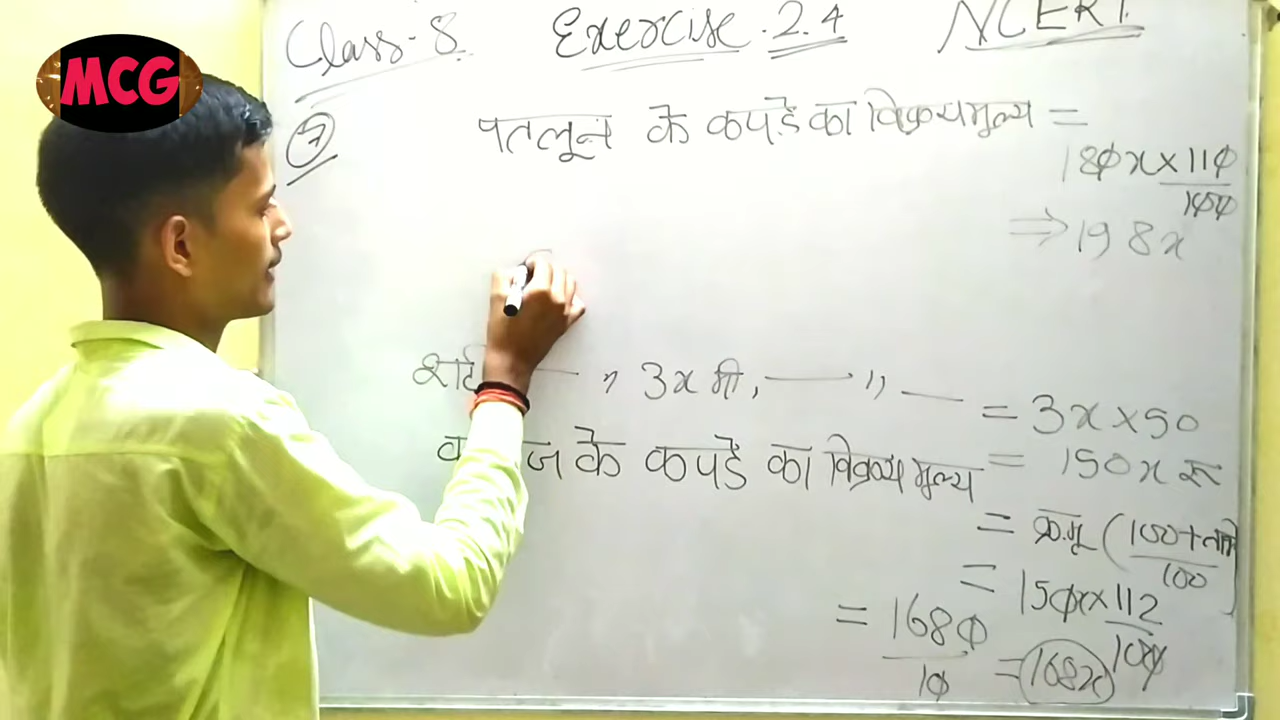 MCG
Class-8 Exercise.2.4 NCERT
7
पतलून के कपड़े का विक्रयमूल्य =
180x × 110/100
⇒ 198x
शर्ट " 3x मी, — " — = 3x × 50
के कपड़े का विक्रय मूल्य = 150x रू
= क्र.मू (100+ला/100)
= 150x × 112/100
= 1680/10 = 168x